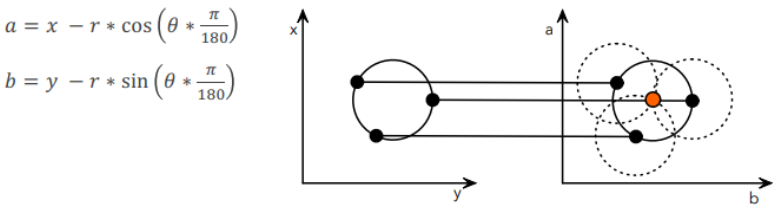 a = x − r * cos(θ * π/180)
b = y − r * sin(θ * π/180)
x
y
a
b